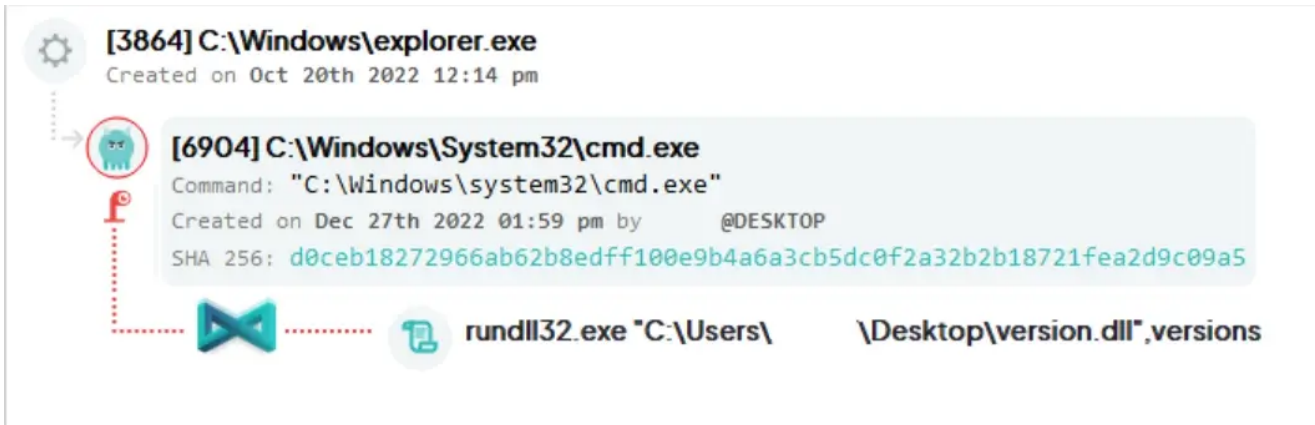 [3864] C:\Windows\explorer.exe
Created on Oct 20th 2022 12:14 pm
[6904] C:\Windows\System32\cmd.exe
Command: "C:\Windows\system32\cmd.exe"
Created on Dec 27th 2022 01:59 pm by @DESKTOP
SHA 256: d0ceb18272966ab62b8edff100e9b4a6a3cb5dc0f2a32b2b18721fea2d9c09a5
rundll32.exe "C:\Users\ \Desktop\version.dll",versions